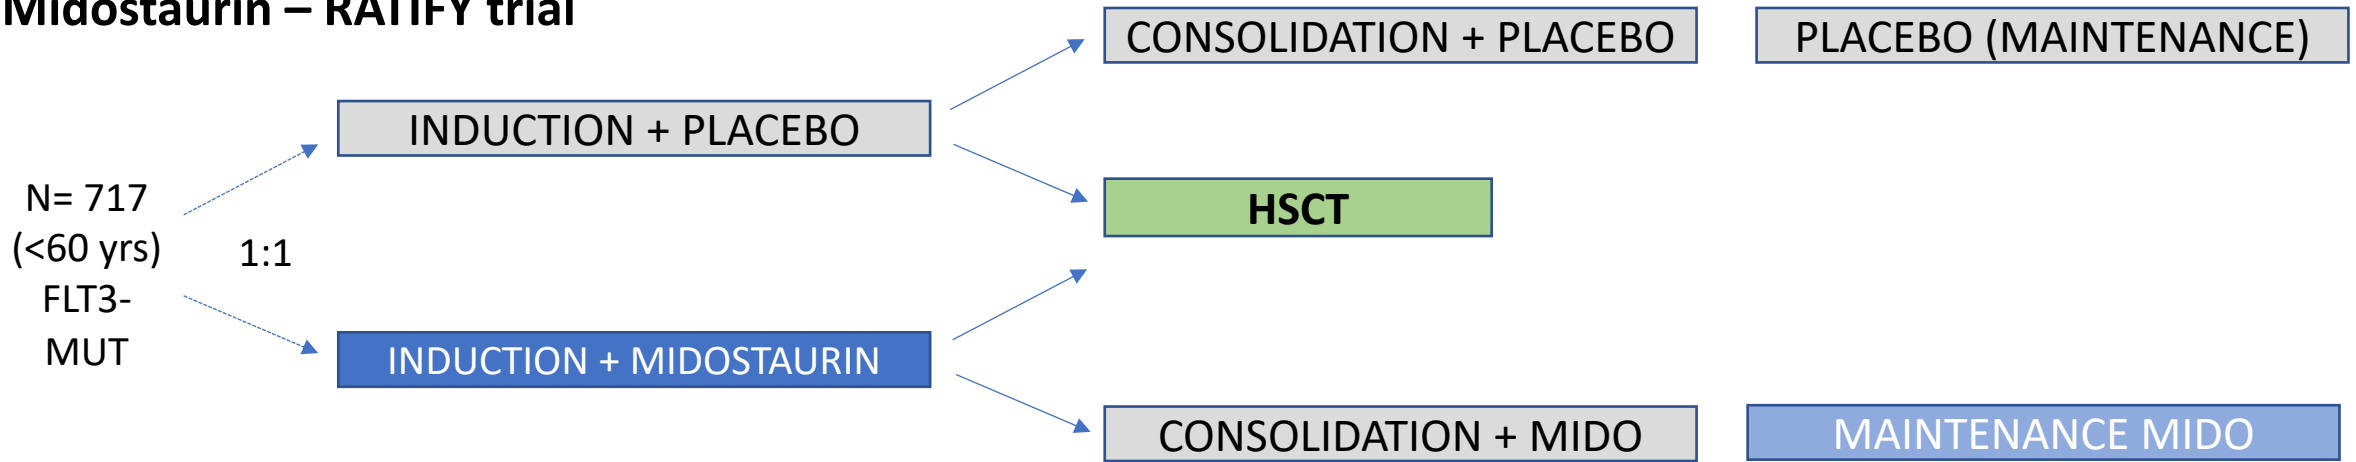 Midostaurin – RATIFY trial
CONSOLIDATION + PLACEBO
PLACEBO (MAINTENANCE)
INDUCTION + PLACEBO
N= 717
(<60 yrs)
FLT3-
MUT
1:1
HSCT
INDUCTION + MIDOSTAURIN
CONSOLIDATION + MIDO
MAINTENANCE MIDO